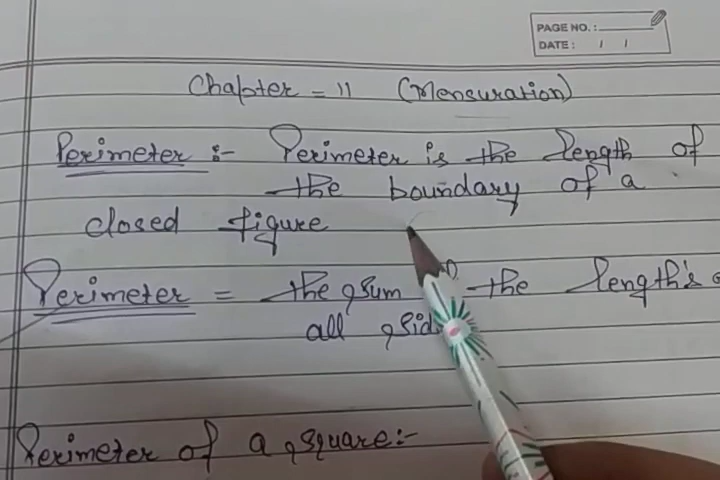 PAGE NO.:
DATE: / /
Chapter - 11 (Mensuration)
Perimeter :- Perimeter is the length of
the boundary of a
closed figure
Perimeter = the sum the length's
all
Perimeter of a square:-